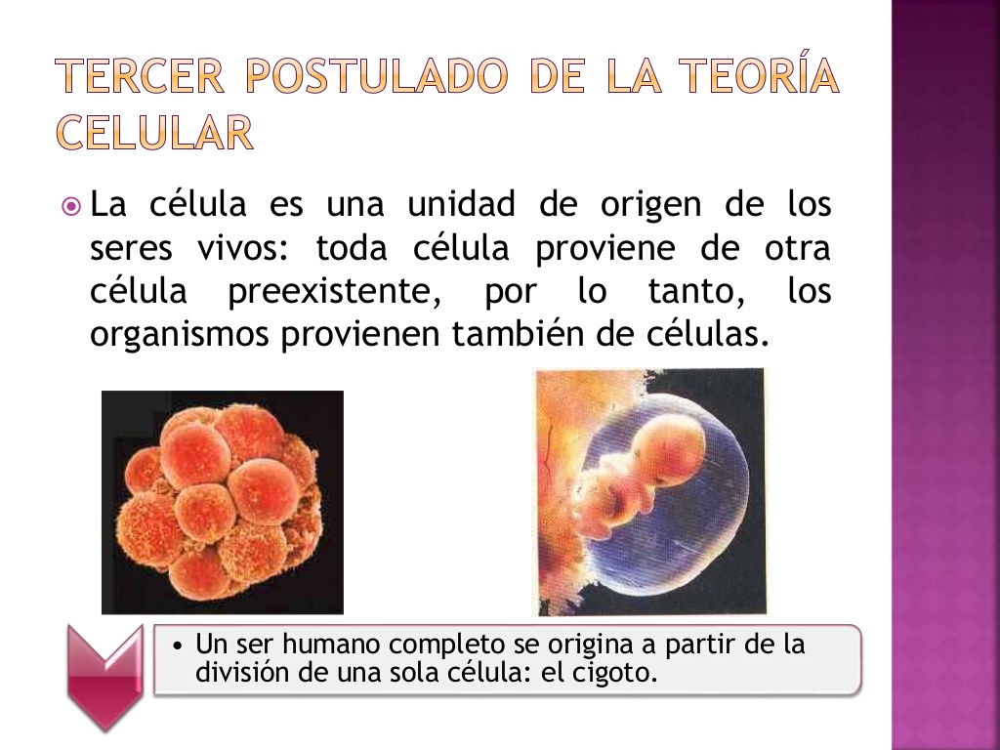 TERCER POSTULADO DE LA TEORÍA
CELULAR
La célula es una unidad de origen de los
seres vivos: toda célula proviene de otra
célula preexistente, por lo tanto, los
organismos provienen también de células.
• Un ser humano completo se origina a partir de la
división de una sola célula: el cigoto.